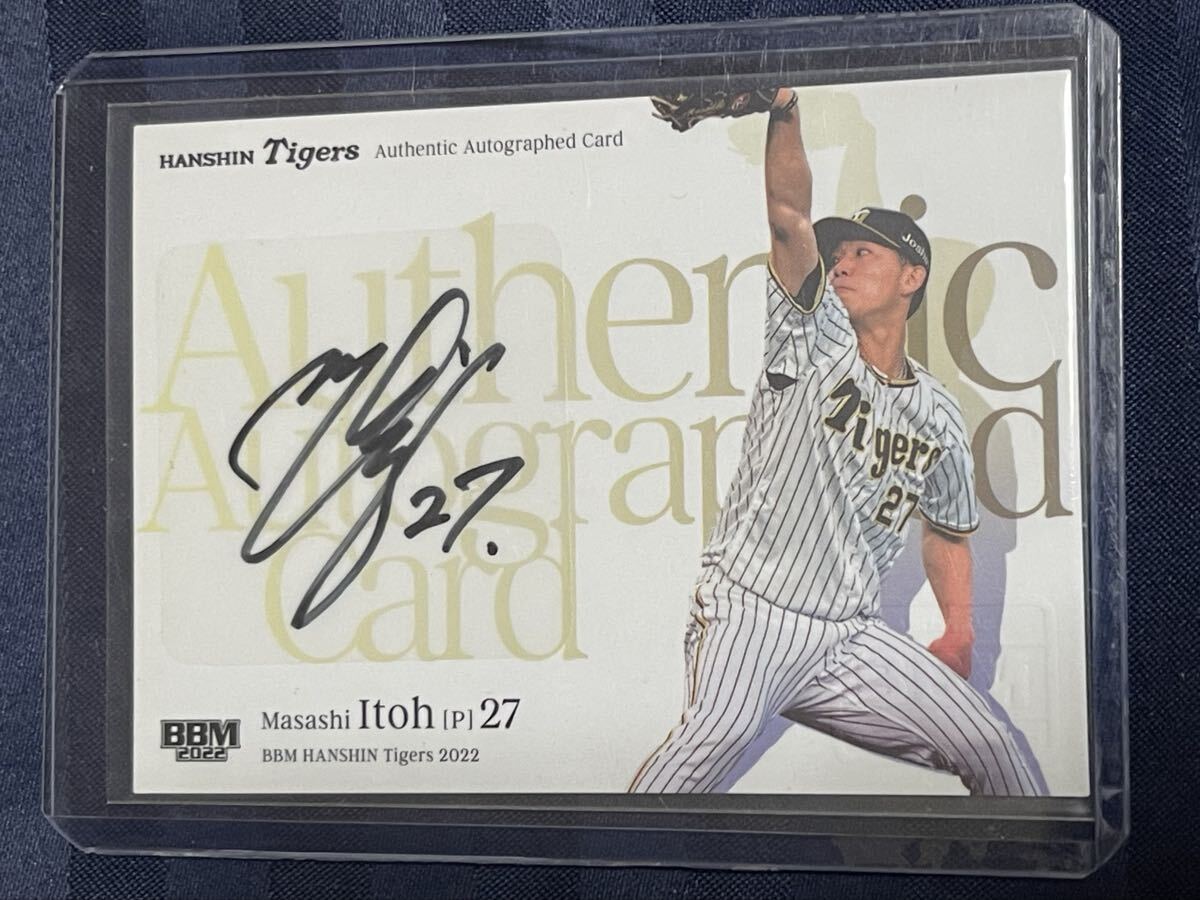 HANSHIN Tigers Authentic Autographed Card
Authentic
Autographed
Card
27.
Tigers
27
BBM
2022
Masashi Itoh [P] 27
BBM HANSHIN Tigers 2022